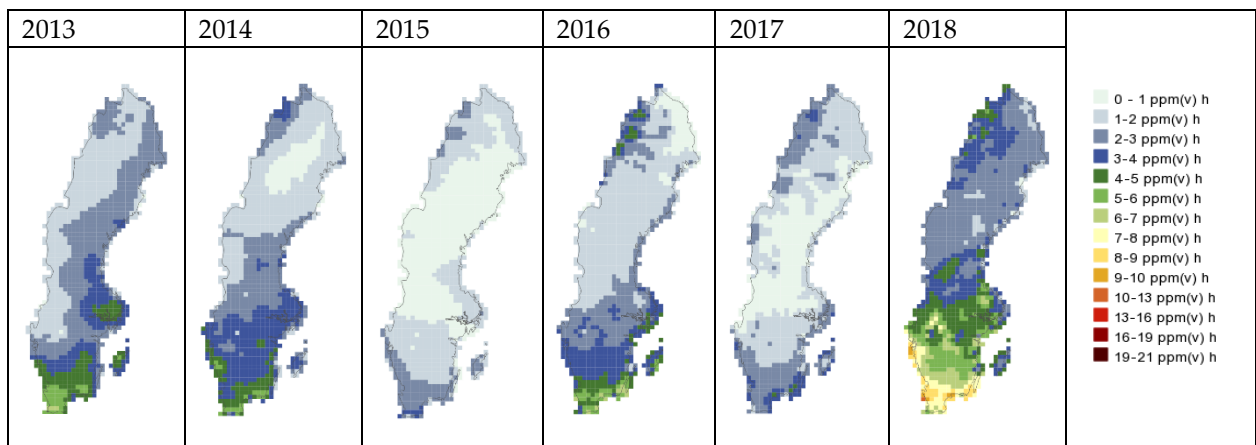 2013 2014 2015 2016 2017 2018
0 - 1 ppm(v) h
1-2 ppm(v) h
2-3 ppm(v) h
3-4 ppm(v) h
4-5 ppm(v) h
5-6 ppm(v) h
6-7 ppm(v) h
7-8 ppm(v) h
8-9 ppm(v) h
9-10 ppm(v) h
10-13 ppm(v) h
13-16 ppm(v) h
16-19 ppm(v) h
19-21 ppm(v) h